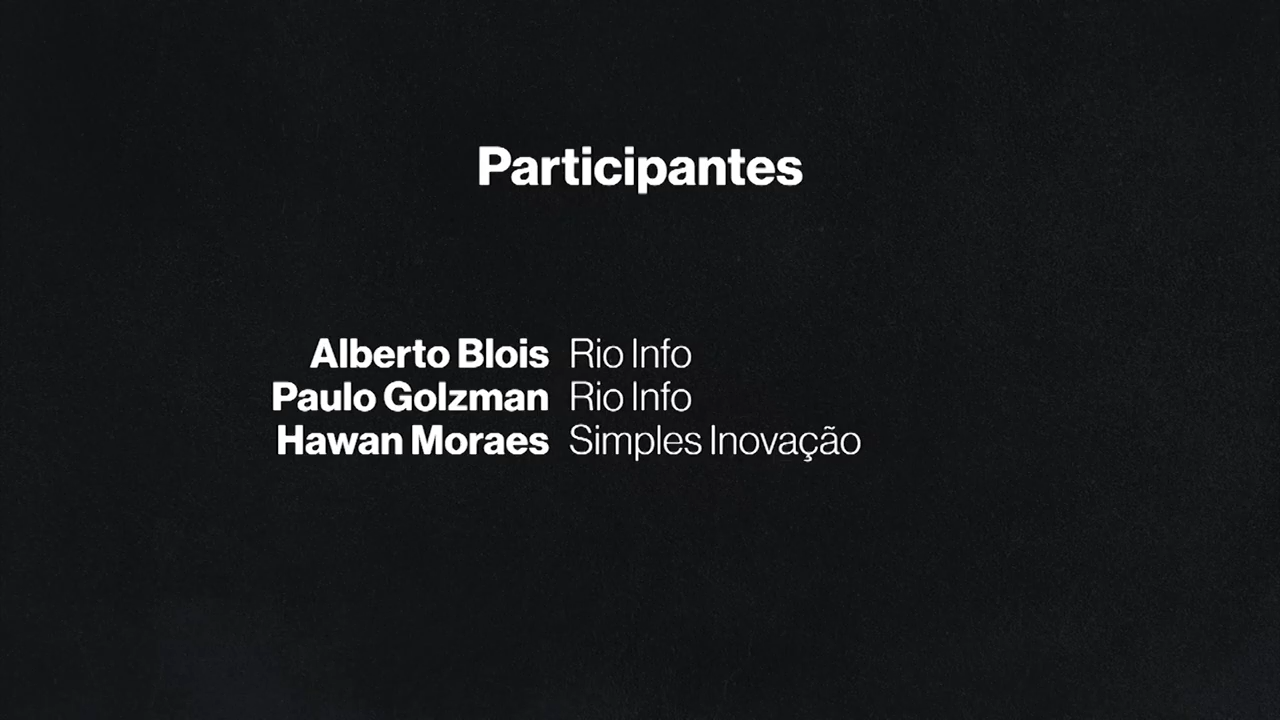 Participantes
Alberto Blois Rio Info
Paulo Golzman Rio Info
Hawan Moraes Simples Inovação